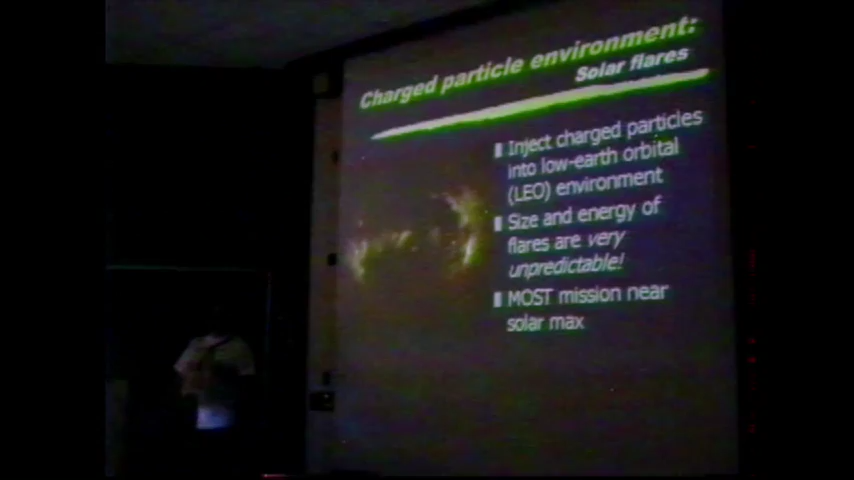 Charged particle environment:
Solar flares
Inject charged particles
into low-earth orbital
(LEO) environment
Size and energy of
flares are very
unpredictable!
MOST mission near
solar max